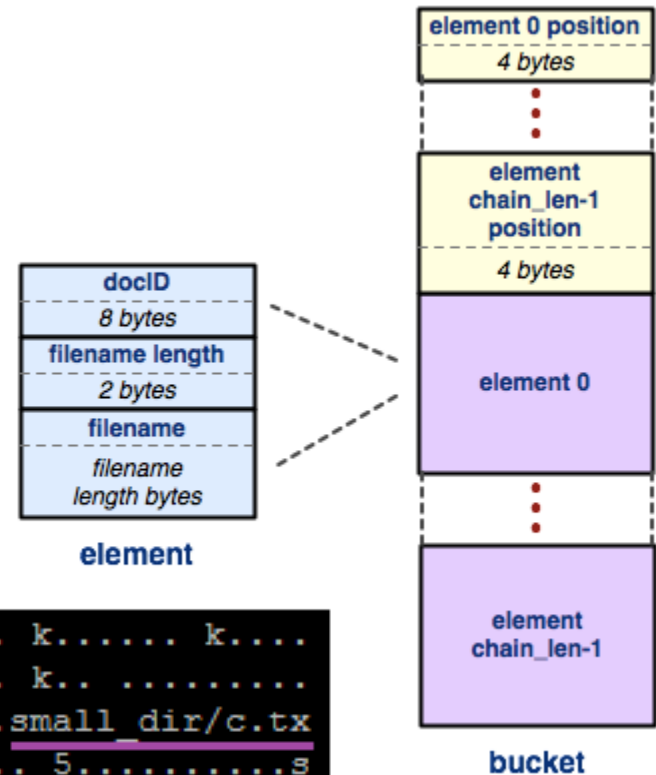 element 0 position
4 bytes
element
chain_len-1
position
4 bytes
docID
8 bytes
filename length
2 bytes
filename
filename
length bytes
element
element 0
element
chain_len-1
bucket
. k...... k....
. k.. .........
.small_dir/c.tx
.. 5..........s